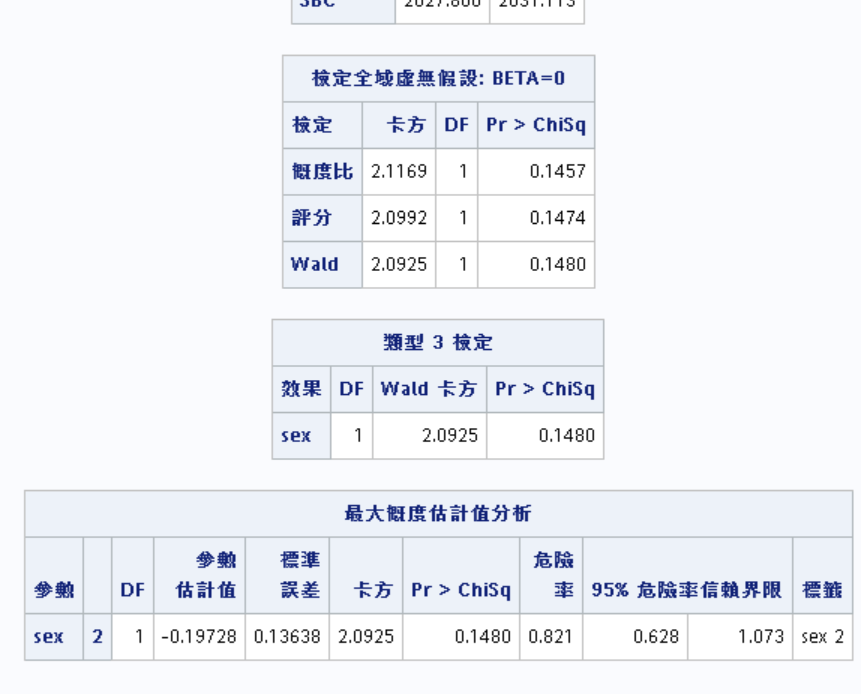 SBC 2027.800 2031.113
檢定全域虛無假設: BETA=0
檢定 卡方 DF Pr > ChiSq
概度比 2.1169 1 0.1457
評分 2.0992 1 0.1474
Wald 2.0925 1 0.1480
類型 3 檢定
效果 DF Wald 卡方 Pr > ChiSq
sex 1 2.0925 0.1480
最大概度估計值分析
參數 DF 參數估計值 標準誤差 卡方 Pr > ChiSq 危險率 95% 危險率信賴界限 標籤
sex 2 1 -0.19728 0.13638 2.0925 0.1480 0.821 0.628 1.073 sex 2